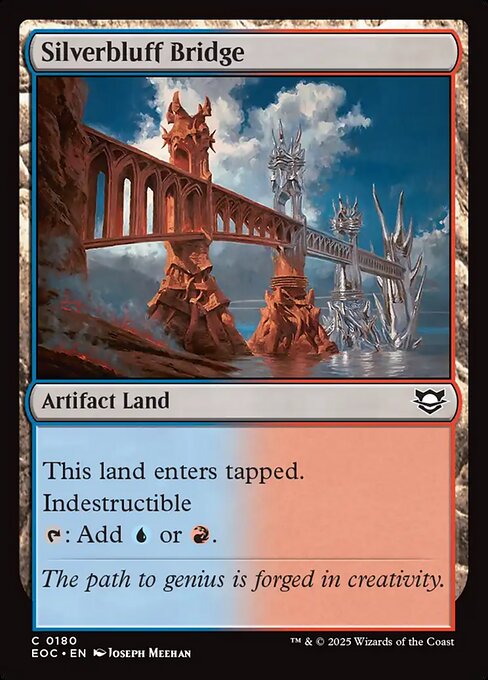 Silverbluff Bridge
Artifact Land
This land enters tapped.
Indestructible
: Add or .
The path to genius is forged in creativity.
C 0180
EOC • EN Joseph Meehan
™ & © 2025 Wizards of the Coast